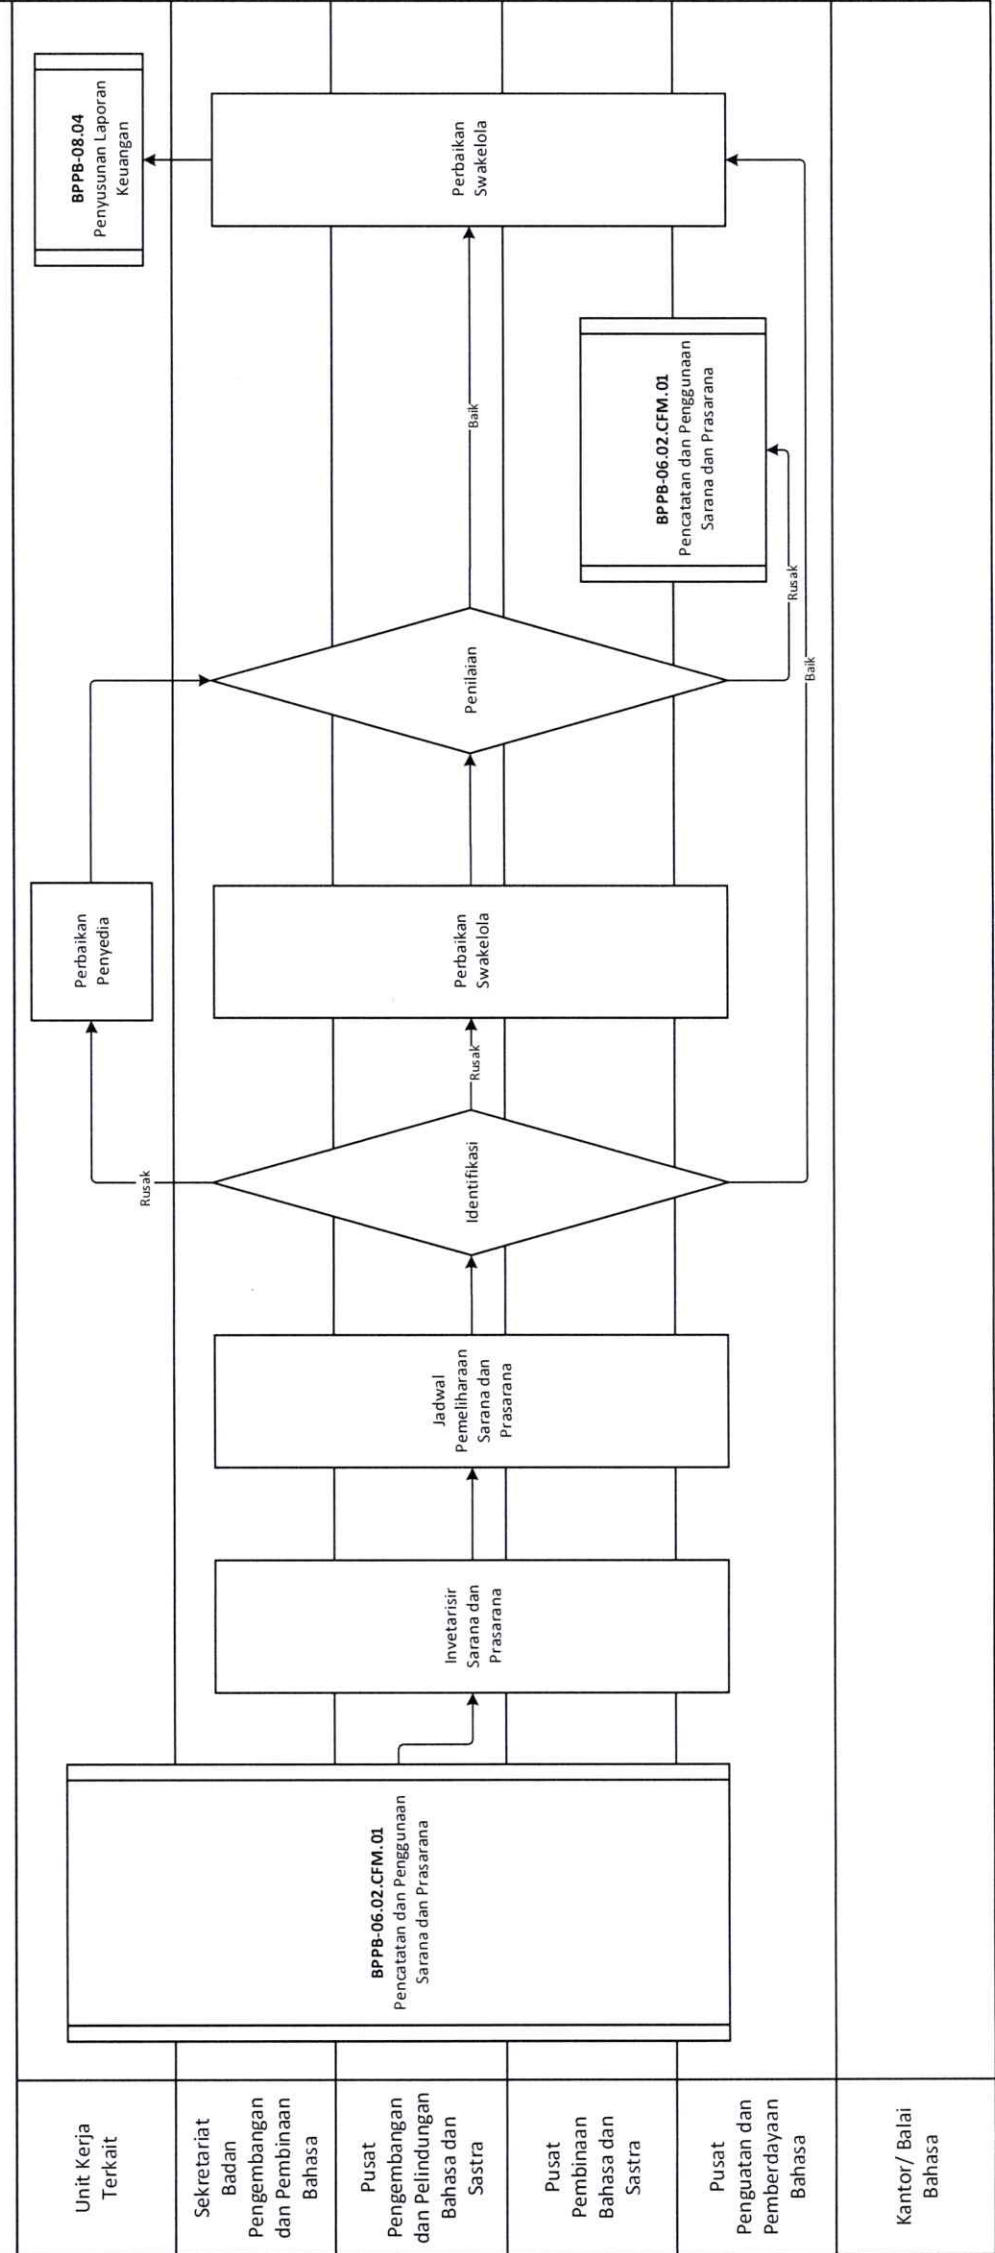 Unit Kerja
Terkait
Sekretariat
Badan
Pengembangan
dan Pembinaan
Bahasa
Pusat
Pengembangan
dan Pelindungan
Bahasa dan
Sastra
Pusat
Pembinaan
Bahasa dan
Sastra
Pusat
Penguatan dan
Pemberdayaan
Bahasa
Kantor/ Balai
Bahasa
BPPB-06.02.CFM.01
Pencatatan dan Penggunaan
Sarana dan Prasarana
Invetarisir
Sarana dan
Prasarana
Jadwal
Pemeliharaan
Sarana dan
Prasarana
Identifikasi
Rusak
Rusak
Baik
Perbaikan
Penyedia
Perbaikan
Swakelola
Penilaian
Rusak
Baik
BPPB-06.02.CFM.01
Pencatatan dan Penggunaan
Sarana dan Prasarana
Perbaikan
Swakelola
BPPB-08.04
Penyusunan Laporan
Keuangan